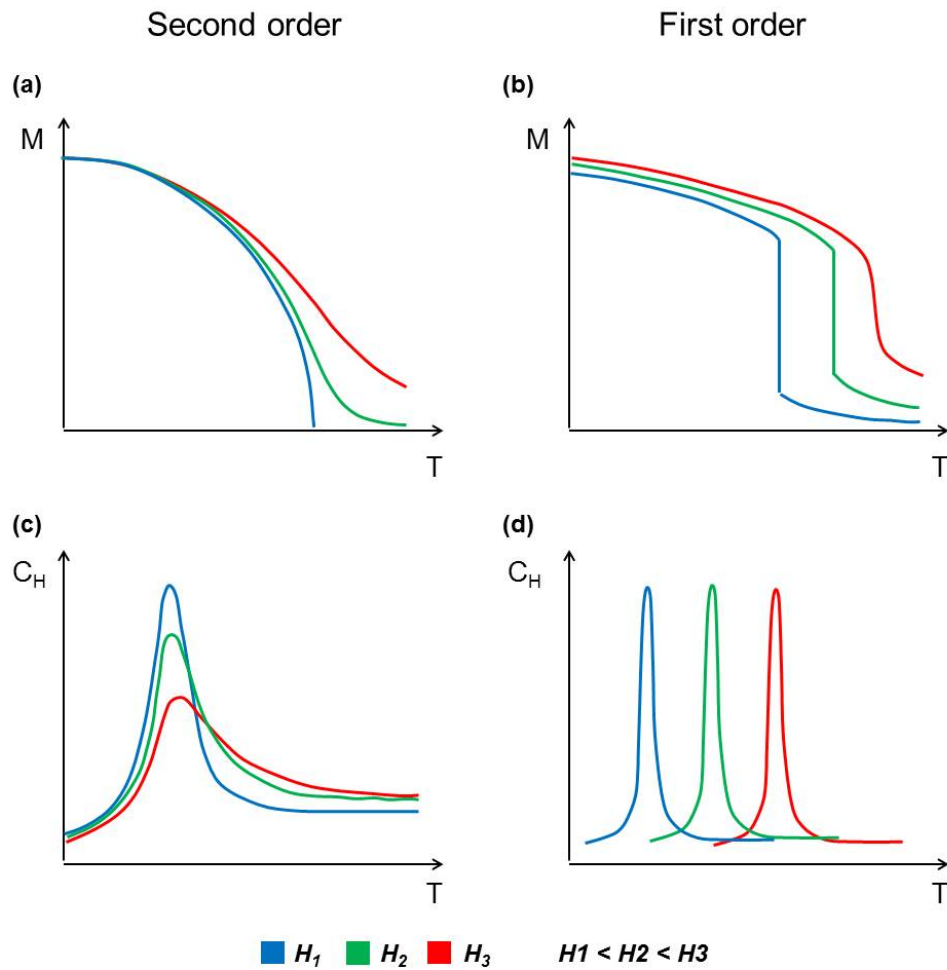 Second order
First order
(a)
(b)
M
M
T
T
(c)
(d)
C_H
C_H
T
T
H₁ H₂ H₃ H1 < H2 < H3